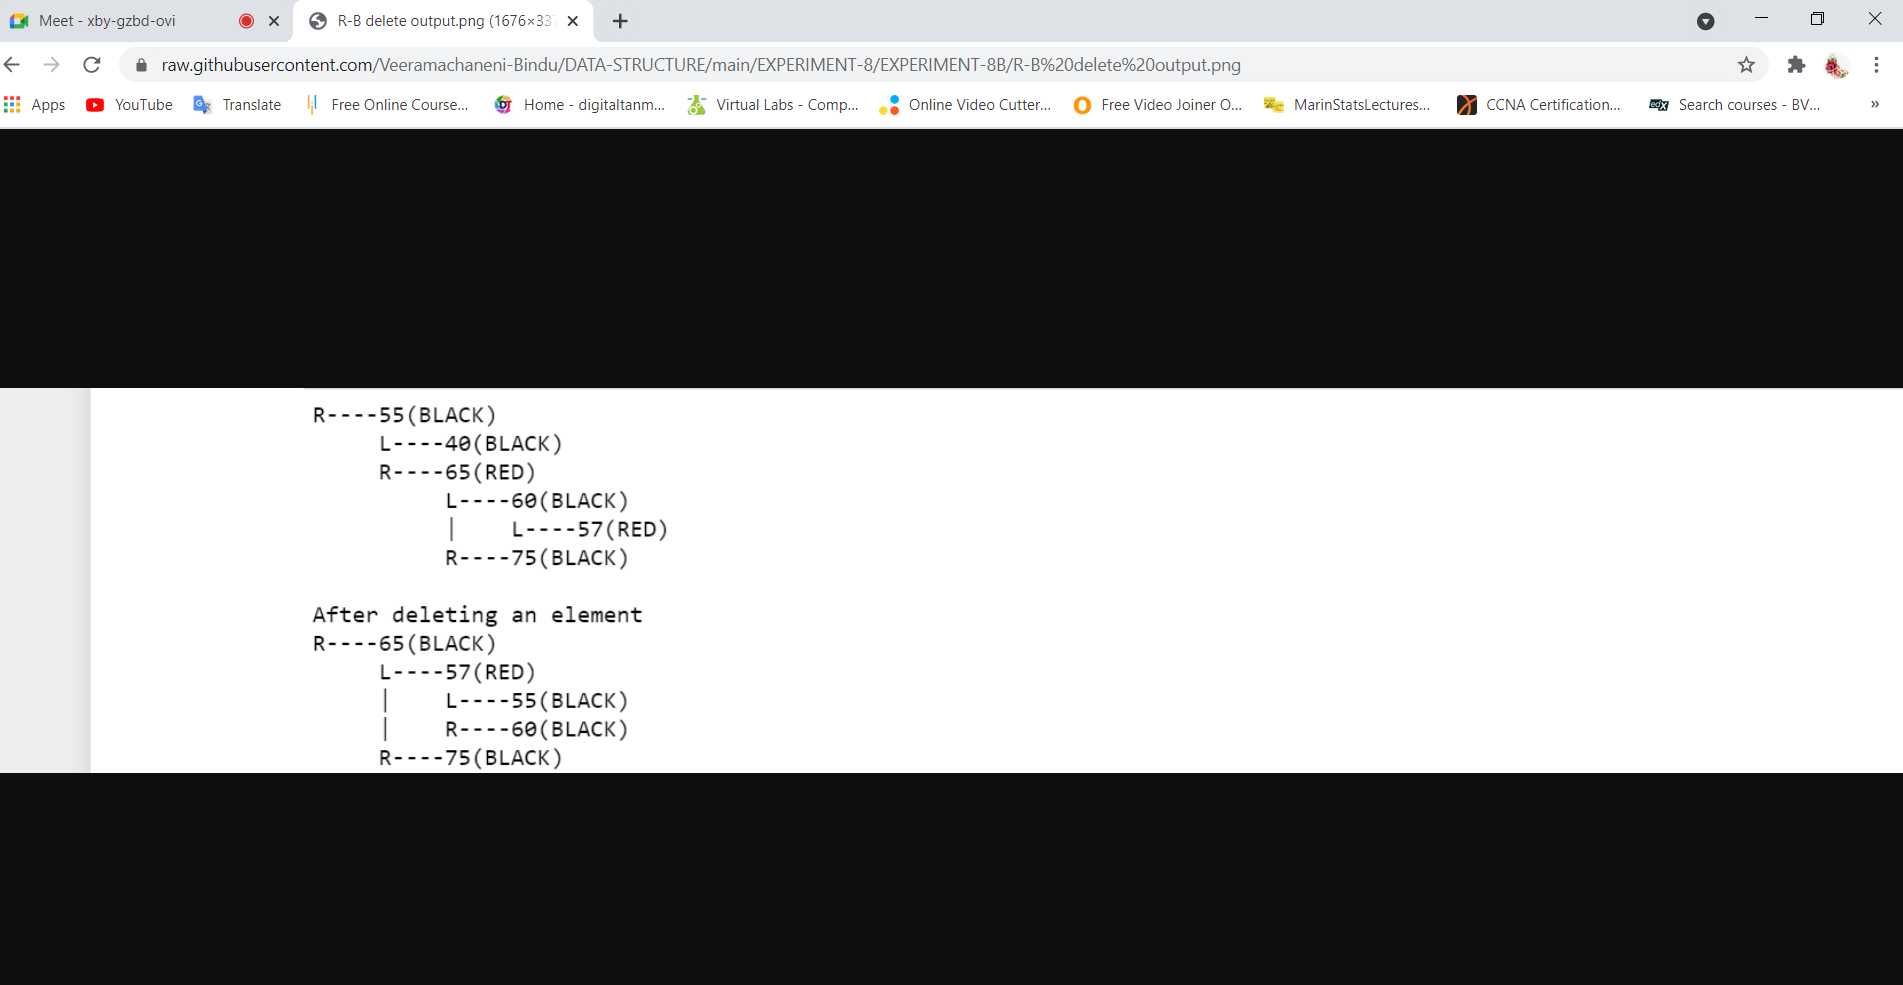 Meet - xby-gzbd-ovi
R-B delete output.png (1676×337
raw.githubusercontent.com/Veeramachaneni-Bindu/DATA-STRUCTURE/main/EXPERIMENT-8/EXPERIMENT-8B/R-B%20delete%20output.png
Apps YouTube Translate Free Online Course... Home - digitaltanm... Virtual Labs - Comp... Online Video Cutter... Free Video Joiner O... MarinStatsLectures... CCNA Certification... edX Search courses - BV... »
R----55(BLACK)
L----40(BLACK)
R----65(RED)
L----60(BLACK)
| L----57(RED)
R----75(BLACK)
After deleting an element
R----65(BLACK)
L----57(RED)
| L----55(BLACK)
| R----60(BLACK)
R----75(BLACK)